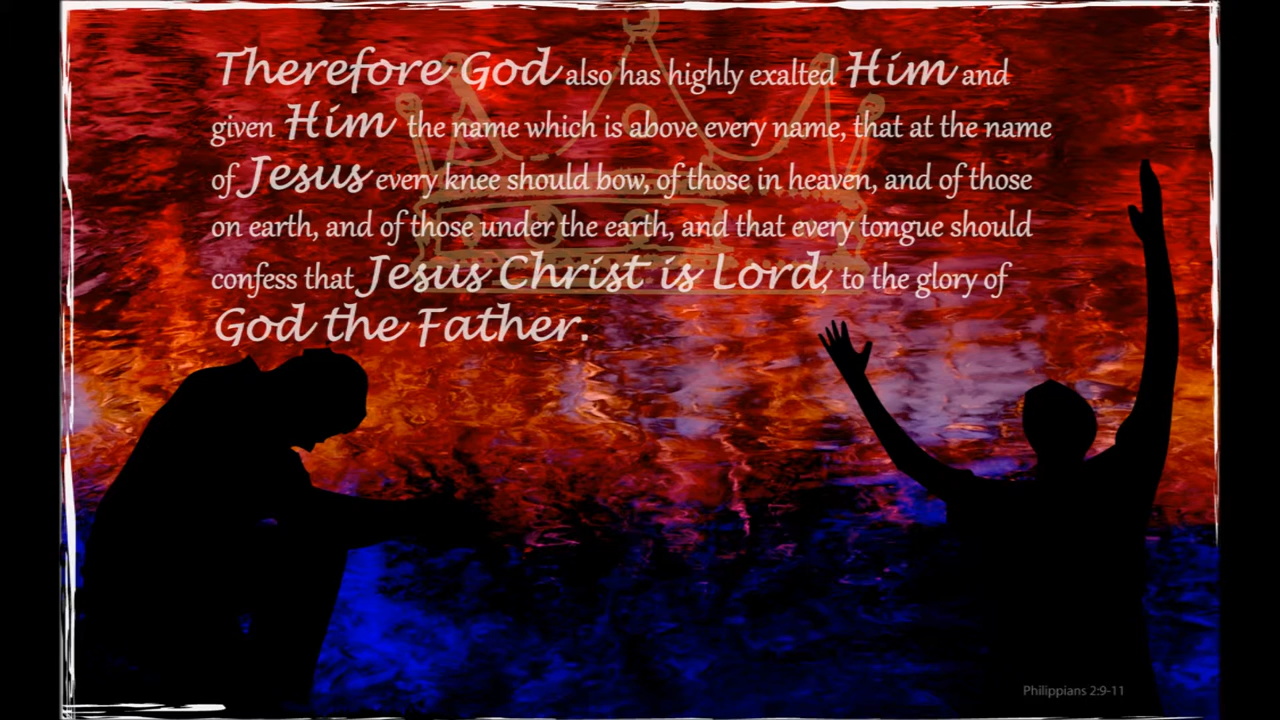 Therefore God also has highly exalted Him and
given Him the name which is above every name, that at the name
of Jesus every knee should bow, of those in heaven, and of those
on earth, and of those under the earth, and that every tongue should
confess that Jesus Christ is Lord, to the glory of
God the Father.
Philippians 2:9-11